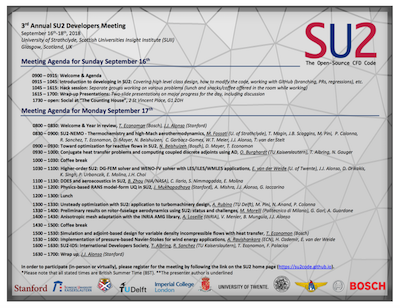 3rd Annual SU2 Developers Meeting
September 16th-18th, 2018
University of Strathclyde, Scottish Universities Insight Institute (SUII)
Glasgow, Scotland, UK
SU2
The Open-Source CFD Code
Meeting Agenda for Sunday September 16th
0900 – 0915: Welcome & Agenda
0915 – 1045: Introduction to developing in SU2: Covering high-level class design, how to modify the code, working with GitHub (branching, PRs, regressions), etc.
1045 – 1615: Hack session: Separate groups working on various problems (lunch and snacks/coffee offered in the room while working)
1615 – 1700: Wrap-up Presentations: Two-slide presentations on major progress for the day, including discussion
1730 – open: Social at "The Counting House", 2 St Vincent Place, G1 2DH
Meeting Agenda for Monday September 17th
0800 – 0830: Welcome & Year in review, T. Economon (Bosch), J.J. Alonso (Stanford)
0830 – 0900: SU2-NEMO - Thermochemistry and high-Mach aerothermodynamics, M. Fossati (U. of Strathclyde), T. Magin, J.B. Scoggins, M. Pini, P. Colonna,
R. Sanchez, T. Economon, D. Mayer, N. Beishuizen, C. Garbacz-Gomez, W.T. Maier, J.J. Alonso, T. van der Stelt
0900 – 0930: Toward optimization for reactive flows in SU2, N. Beishuizen (Bosch), D. Mayer, T. Economon
0930 – 1000: Conjugate heat transfer problems and computing coupled discrete adjoints using AD, O. Burghardt (TU Kaiserslautern), T. Albring, N. Gauger
1000 – 1030: Coffee break
1030 – 1100: Higher-order SU2: DG-FEM solver and WENO-FV solver with LES/ILES/WMLES applications, E. van der Weide (U. of Twente), J.J. Alonso, D. Drikakis,
K. Singh, P. Urbanczyk, E. Molina, J.H. Choi
1100 – 1130: DDES and aeroacoustics in SU2, B. Zhou (NIA/NASA), C. Ilario, S. Nimmagadda, E. Molina
1130 – 1200: Physics-based RANS model-form UQ in SU2, J. Mukhopadhaya (Stanford), A. Mishra, J.J. Alonso, G. Iaccarino
1200 – 1300: Lunch
1300 – 1330: Unsteady optimization with SU2: application to turbomachinery design, A. Rubino (TU Delft), M. Pini, N. Anand, P. Colonna
1330 – 1400: Preliminary results on rotor-fuselage aerodynamics using SU2: status and challenges, M. Morelli (Politecnico di Milano), G. Gori, A. Guardone
1400 – 1430: Anisotropic mesh adaptation with the INRIA AMG library, A. Loseille (INRIA), V. Menier, B. Munguia, J.J. Alonso
1430 – 1500: Coffee break
1500 – 1530: Simulation and adjoint-based design for variable density incompressible flows with heat transfer, T. Economon (Bosch)
1530 – 1600: Implementation of pressure-based Navier-Stokes for wind energy applications, A. Ravishankara (ECN), H. Ozdemir, E. van der Weide
1600 – 1630: SU2-IDS: International Developers Society, T. Albring, R. Sanchez (TU Kaiserslautern), T. Economon, F. Palacios
1630 – 1700: Wrap up: J.J. Alonso (Stanford)
In order to participate (in-person or virtually), please register for the meeting by following the link on the SU2 home page (https://su2code.github.io).
*Please note that all stated times are British Summer Time (BST). **The presenter author is underlined
Stanford
TUDelft
Imperial College
London
UNIVERSITY OF TWENTE.
BOSCH